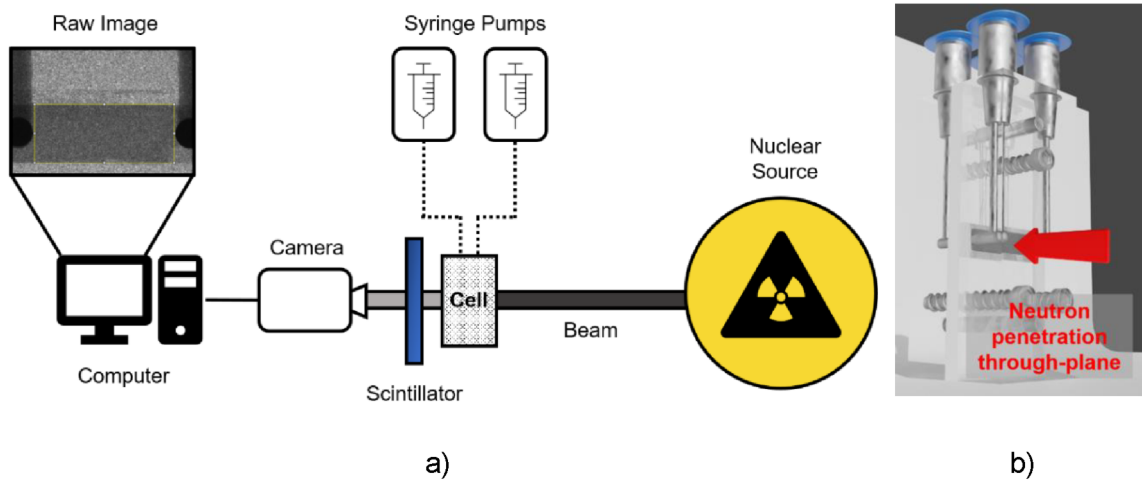 Raw Image
Syringe Pumps
Nuclear
Source
Camera
Cell
Beam
Computer
Scintillator
Neutron
penetration
through-plane
a)
b)